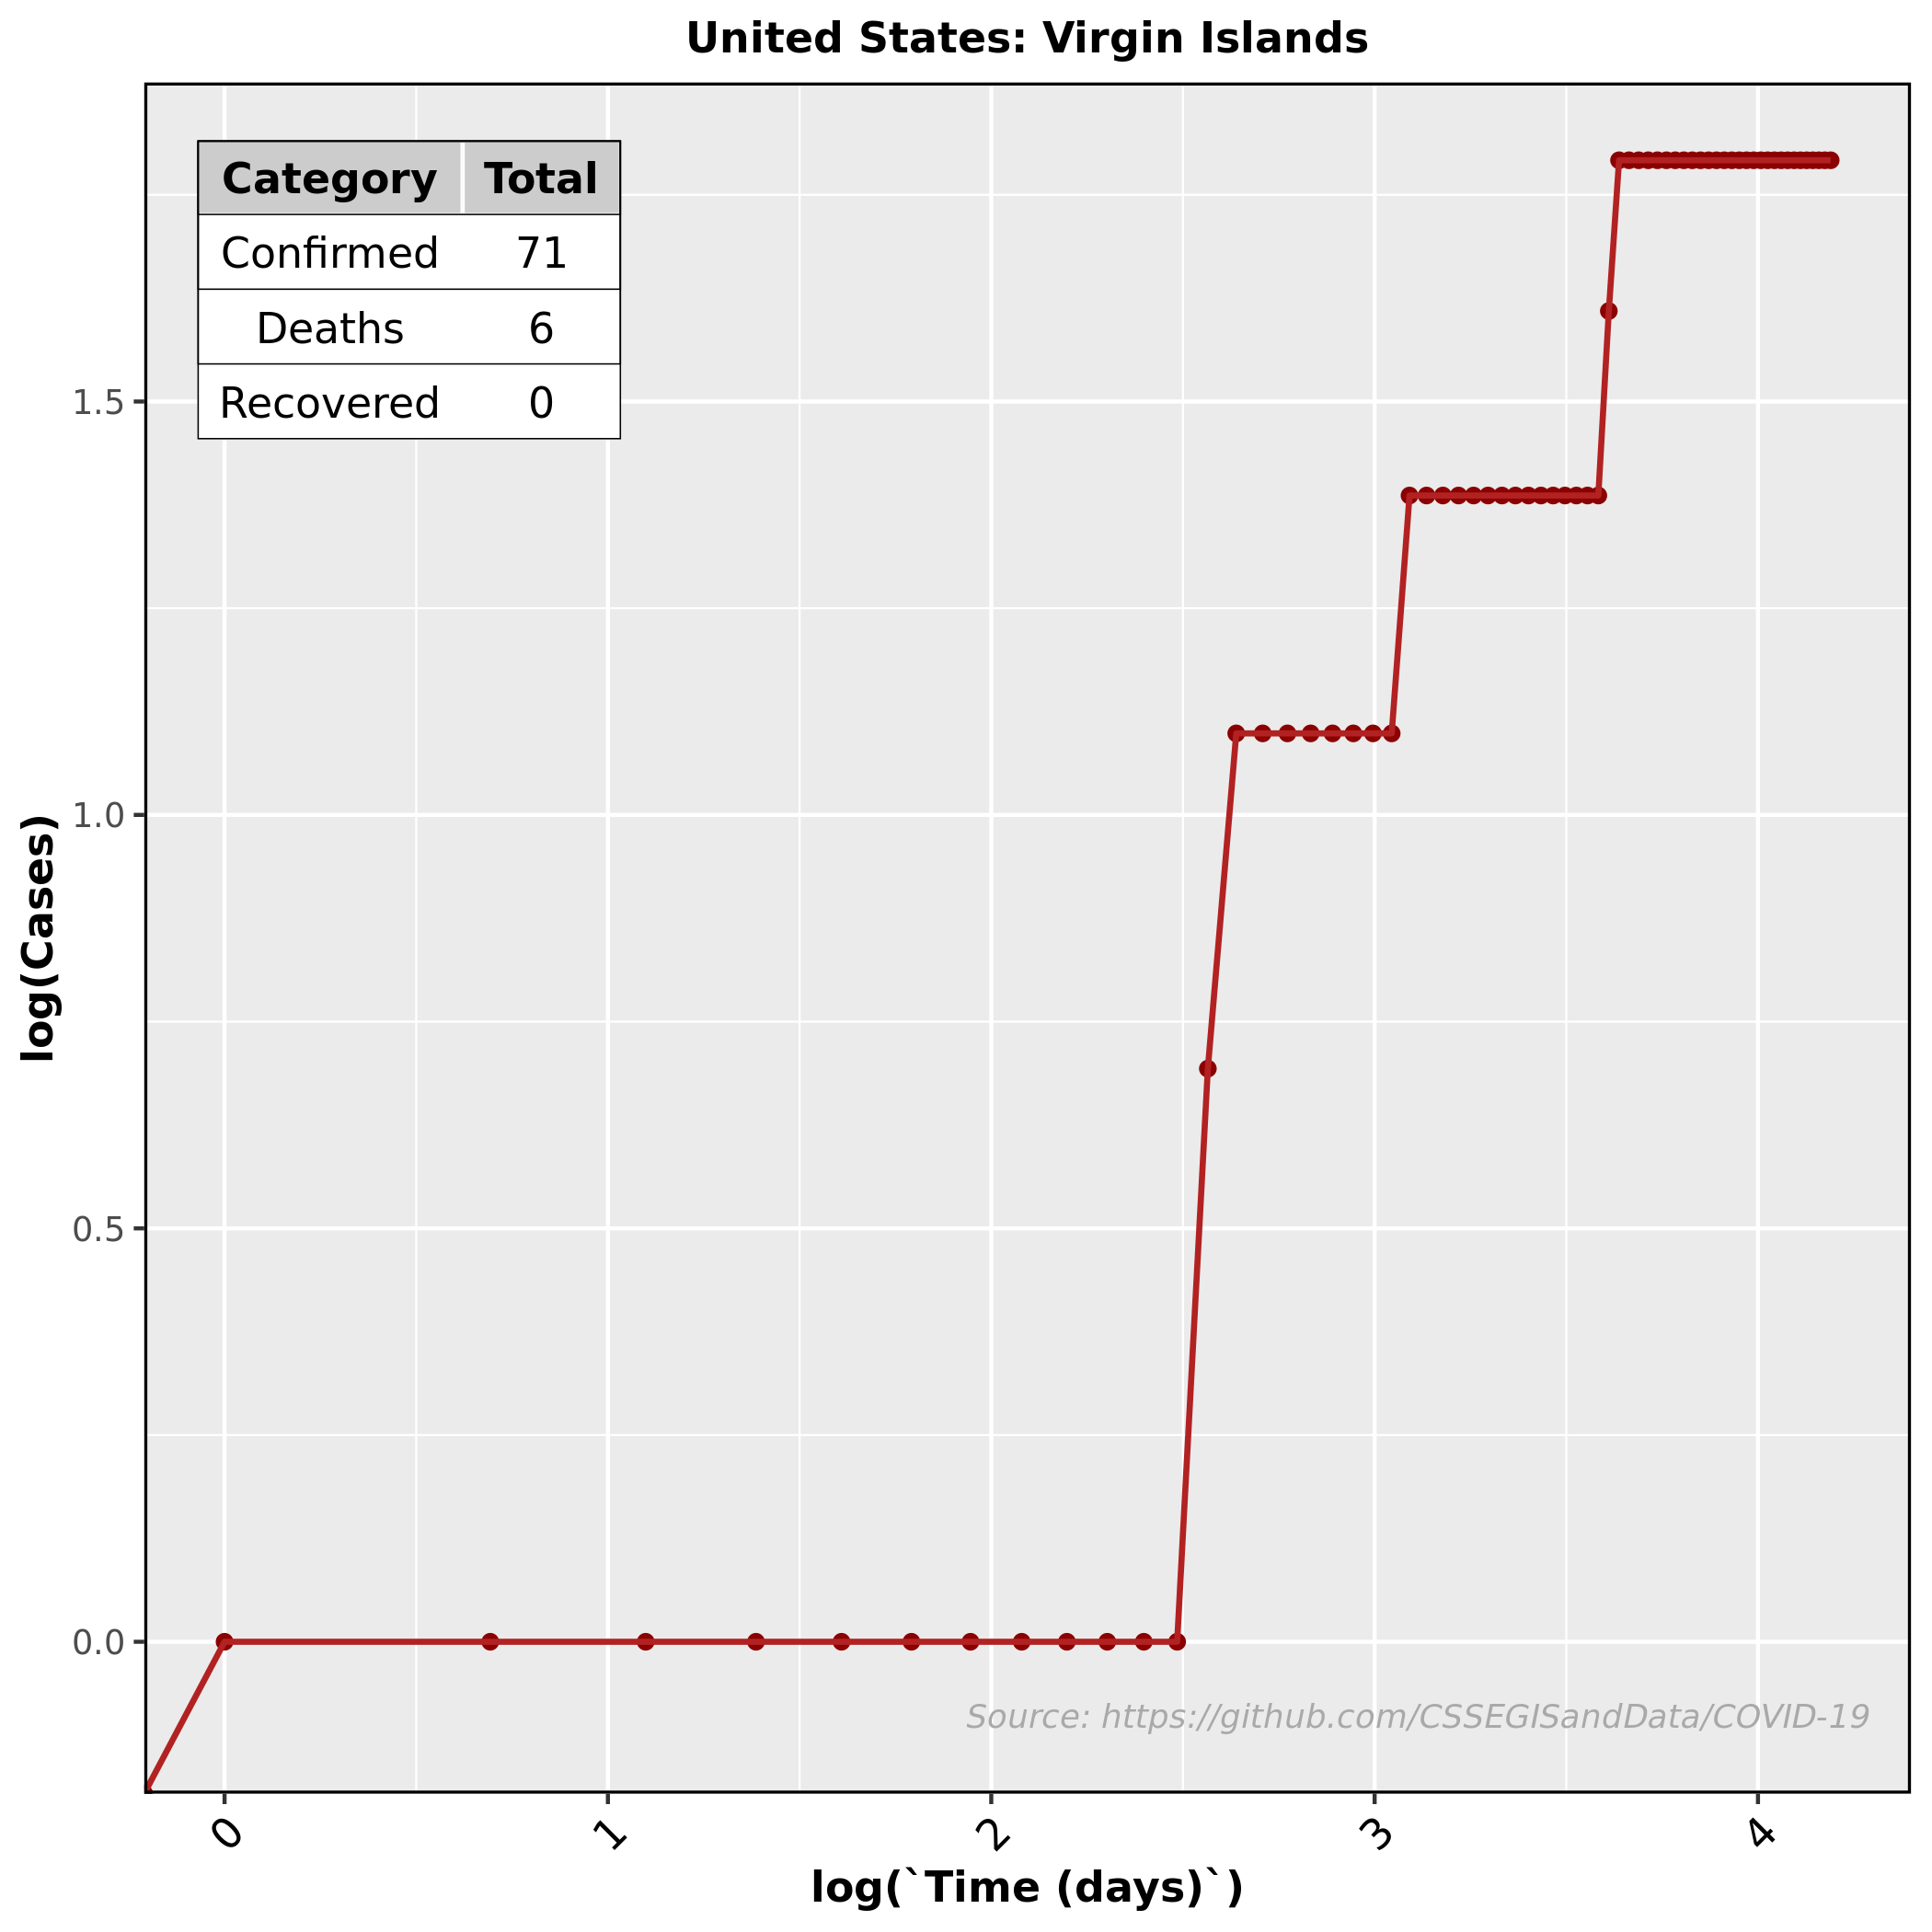 United States: Virgin Islands
Category Total
Confirmed 71
Deaths 6
Recovered 0
1.5
1.0
0.5
0.0
log(Cases)
Source: https://github.com/CSSEGISandData/COVID-19
0 1 2 3 4
log(`Time (days)`)